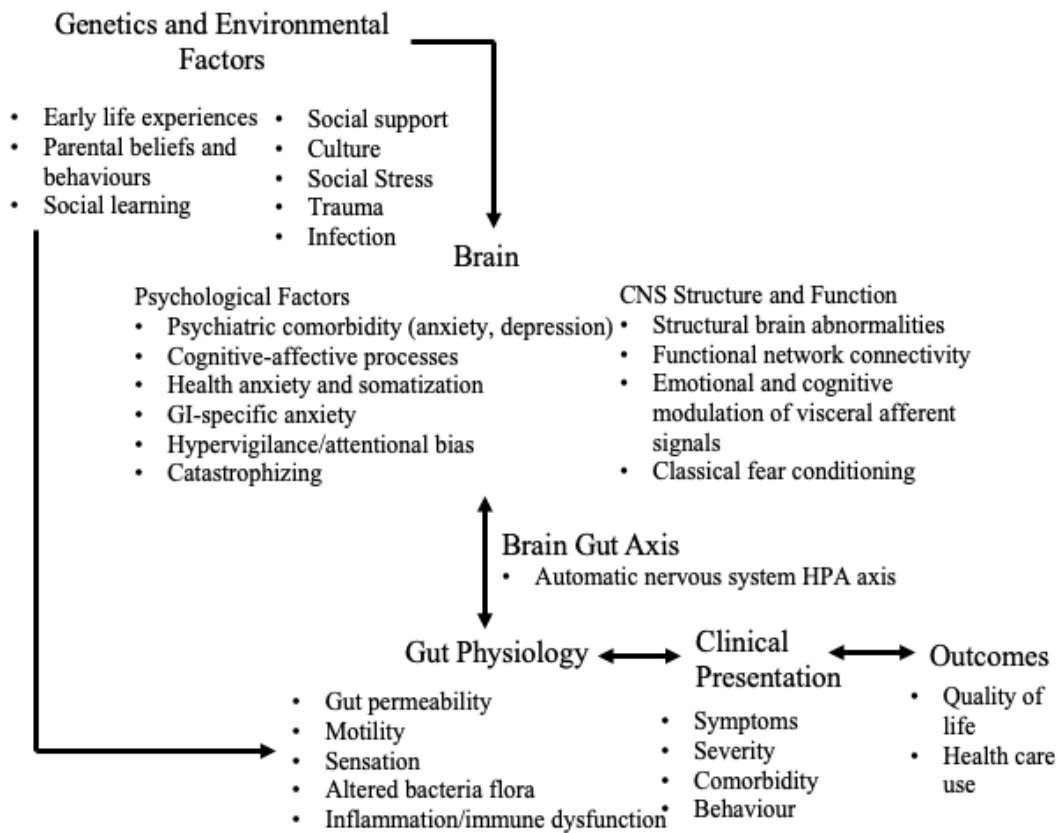 Genetics and Environmental
Factors
• Early life experiences
• Parental beliefs and
behaviours
• Social learning
• Social support
• Culture
• Social Stress
• Trauma
• Infection
Brain
Psychological Factors
• Psychiatric comorbidity (anxiety, depression)
• Cognitive-affective processes
• Health anxiety and somatization
• GI-specific anxiety
• Hypervigilance/attentional bias
• Catastrophizing
CNS Structure and Function
• Structural brain abnormalities
• Functional network connectivity
• Emotional and cognitive
modulation of visceral afferent
signals
• Classical fear conditioning
Brain Gut Axis
• Automatic nervous system HPA axis
Gut Physiology
• Gut permeability
• Motility
• Sensation
• Altered bacteria flora
• Inflammation/immune dysfunction
Clinical
Presentation
• Symptoms
• Severity
• Comorbidity
• Behaviour
Outcomes
• Quality of
life
• Health care
use